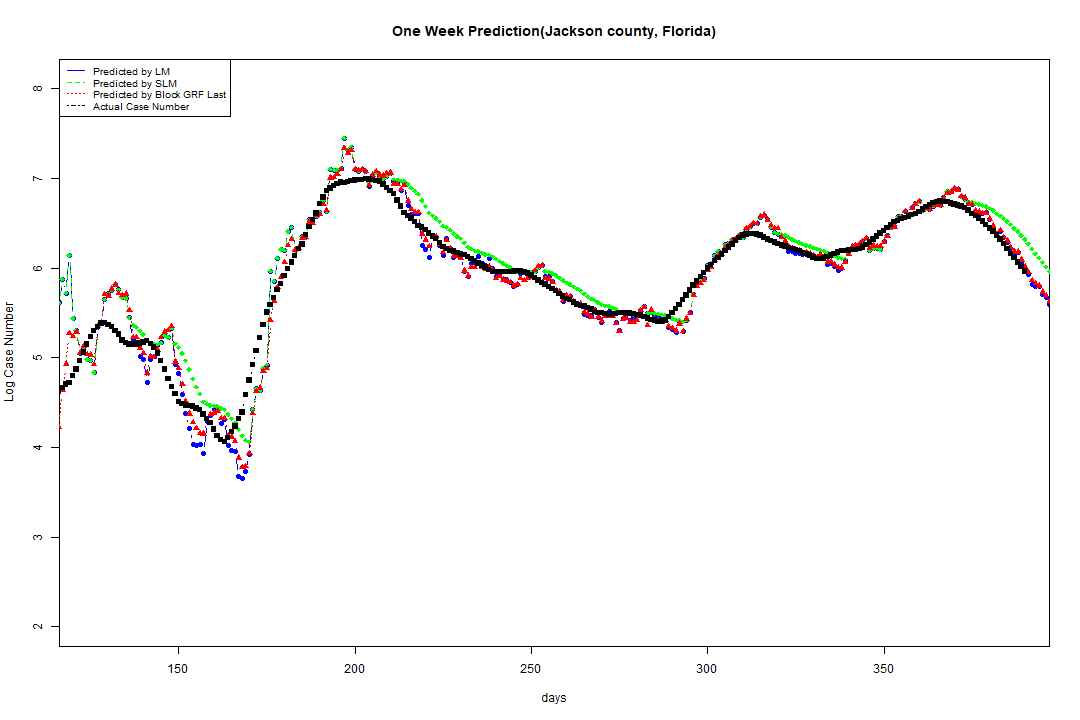 One Week Prediction(Jackson county, Florida)
Predicted by LM
Predicted by SLM
Predicted by Block GRF Last
Actual Case Number
8
7
6
5
4
3
2
Log Case Number
150
200
250
300
350
days